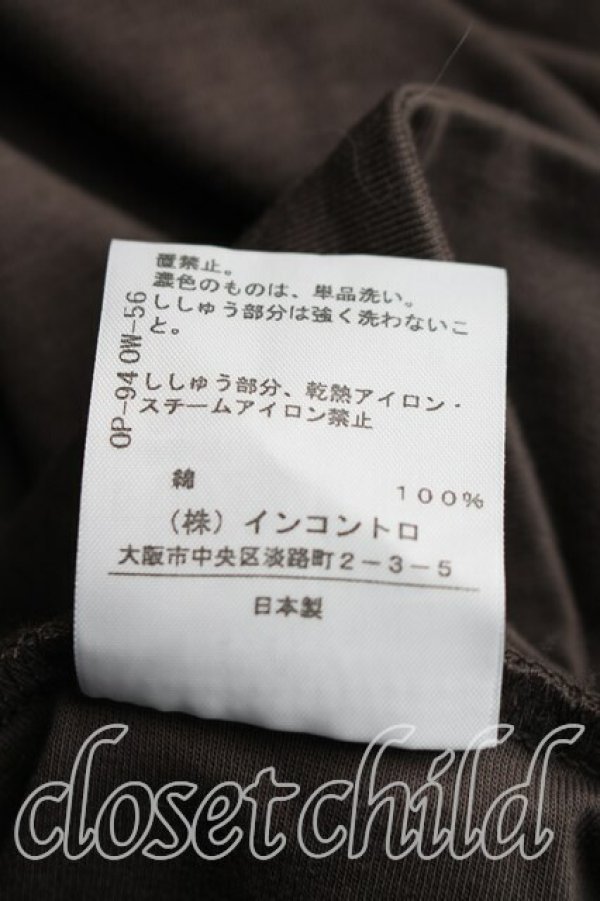 置禁止。
濃色のものは、単品洗い。
ししゅう部分は強く洗わないこ
と。
ししゅう部分、乾熱アイロン・
スチームアイロン禁止
綿 100%
(株)インコントロ
大阪市中央区淡路町2-3-5
日本製
OP-94 OW-56
closet child